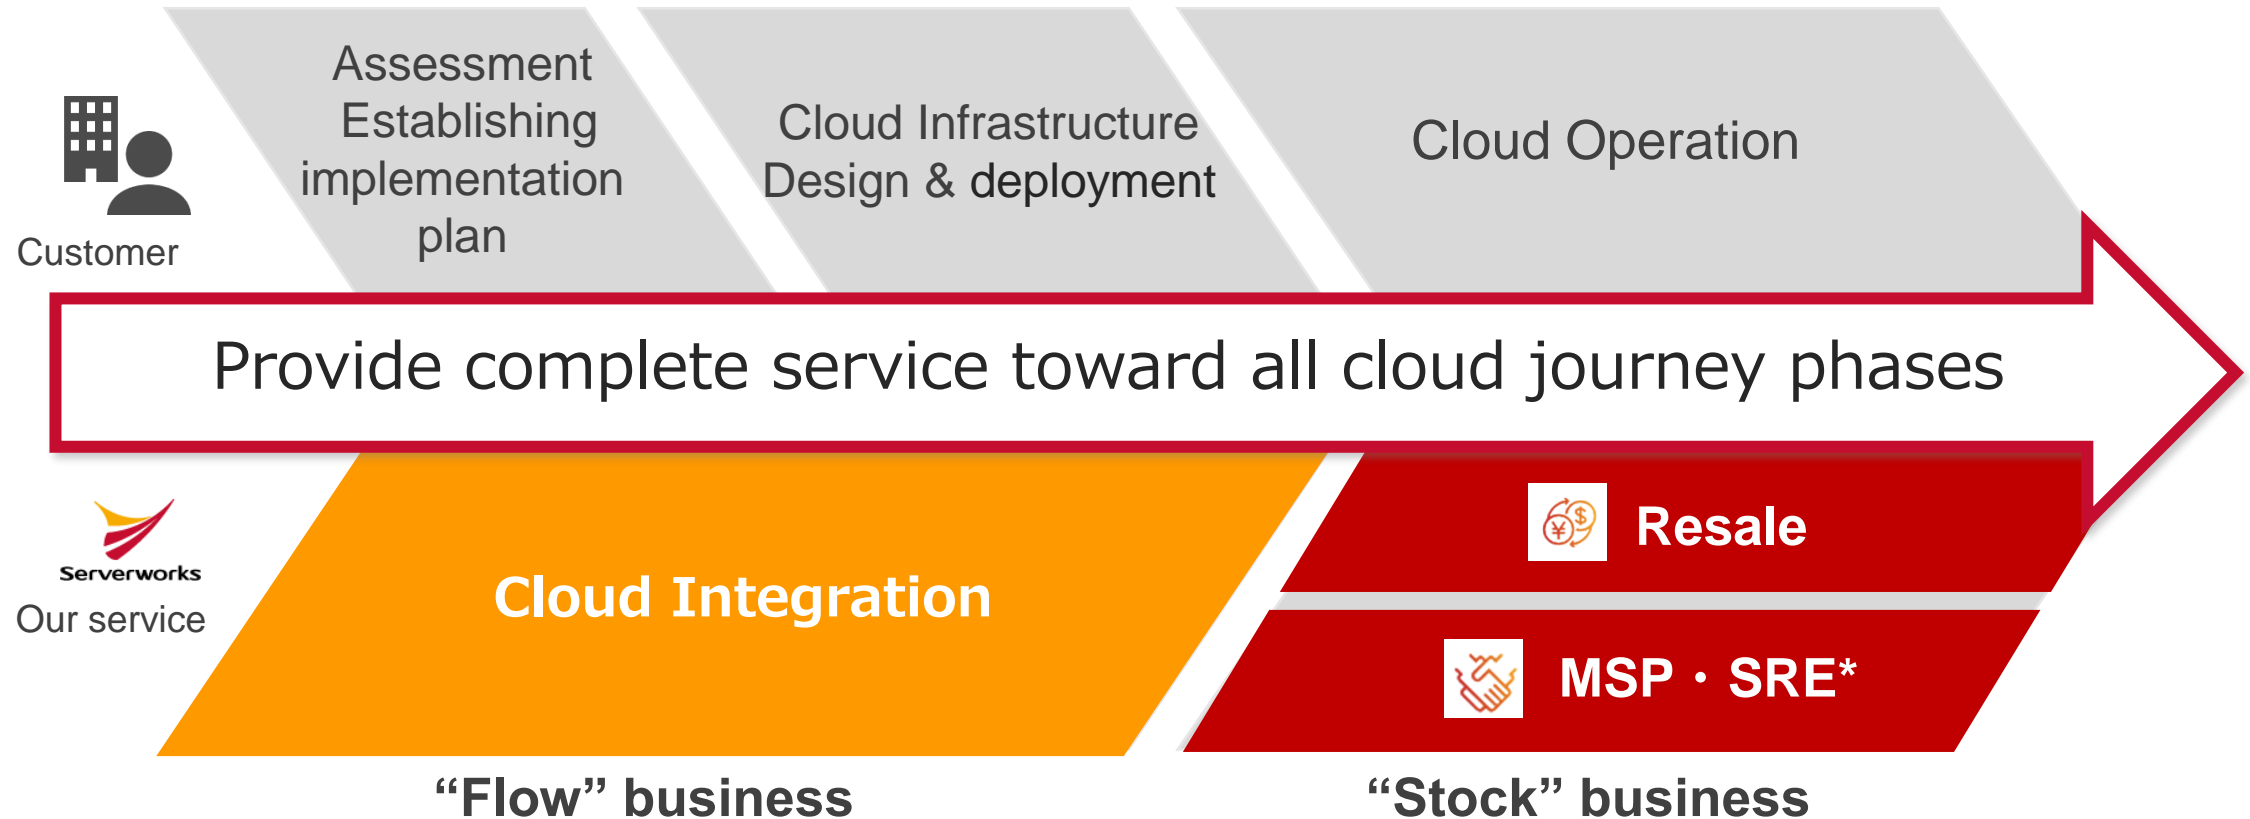 Assessment
Establishing
implementation
plan
Cloud Infrastructure
Design & deployment
Cloud Operation
Customer
Provide complete service toward all cloud journey phases
Serverworks
Our service
Cloud Integration
¥ $
Resale
MSP・SRE*
“Flow” business
“Stock” business